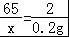 65/x = 2/0.2g